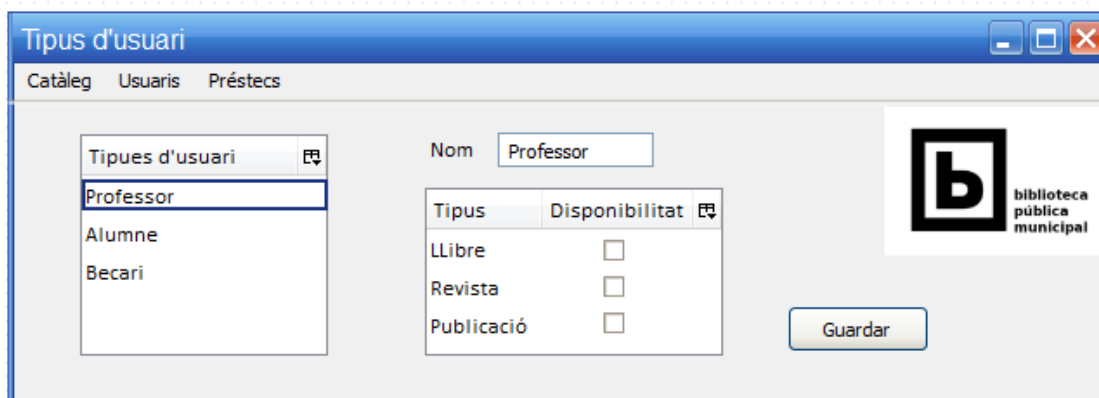 Tipus d'usuari
Catàleg Usuaris Préstecs
Tipues d'usuari
Professor
Alumne
Becari
Nom Professor
Tipus Disponibilitat
LLibre
Revista
Publicació
Guardar
b
biblioteca
pública
municipal